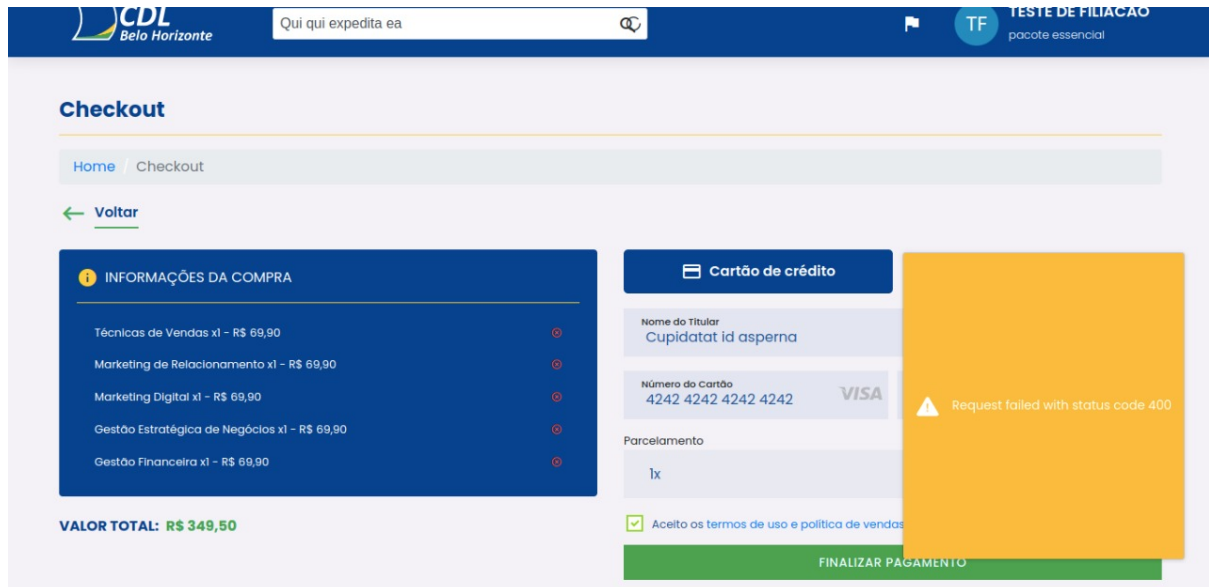 CDL
Belo Horizonte
Qui qui expedita ea
TF
TESTE DE FILIACAO
pacote essencial
Checkout
Home / Checkout
Voltar
INFORMAÇÕES DA COMPRA
Técnicas de Vendas x1 - R$ 69,90
Marketing de Relacionamento x1 - R$ 69,90
Marketing Digital x1 - R$ 69,90
Gestão Estratégica de Negócios x1 - R$ 69,90
Gestão Financeira x1 - R$ 69,90
VALOR TOTAL: R$ 349,50
Cartão de crédito
Nome do Titular
Cupidatat id asperna
Número do Cartão
4242 4242 4242 4242 VISA
Request failed with status code 400
Parcelamento
1x
Aceito os termos de uso e política de vendas
FINALIZAR PAGAMENTO